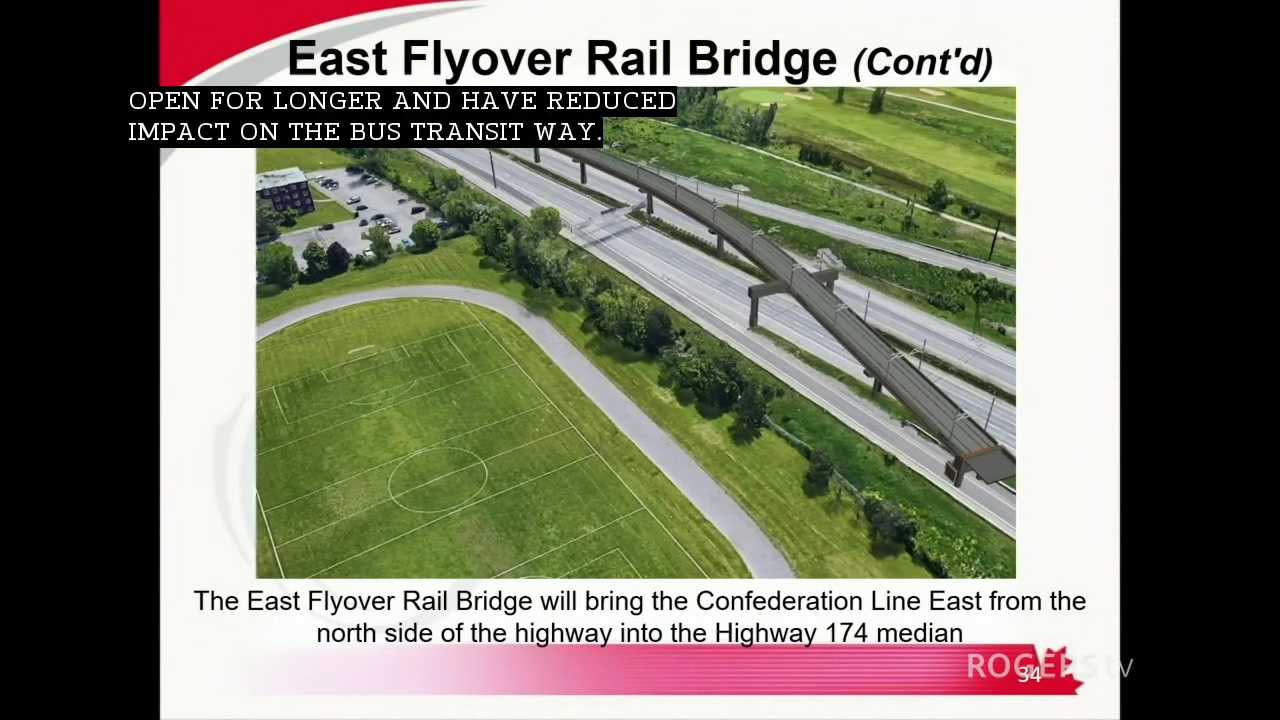 East Flyover Rail Bridge (Cont'd)
OPEN FOR LONGER AND HAVE REDUCED
IMPACT ON THE BUS TRANSIT WAY.
The East Flyover Rail Bridge will bring the Confederation Line East from the
north side of the highway into the Highway 174 median
ROGERS tv
34